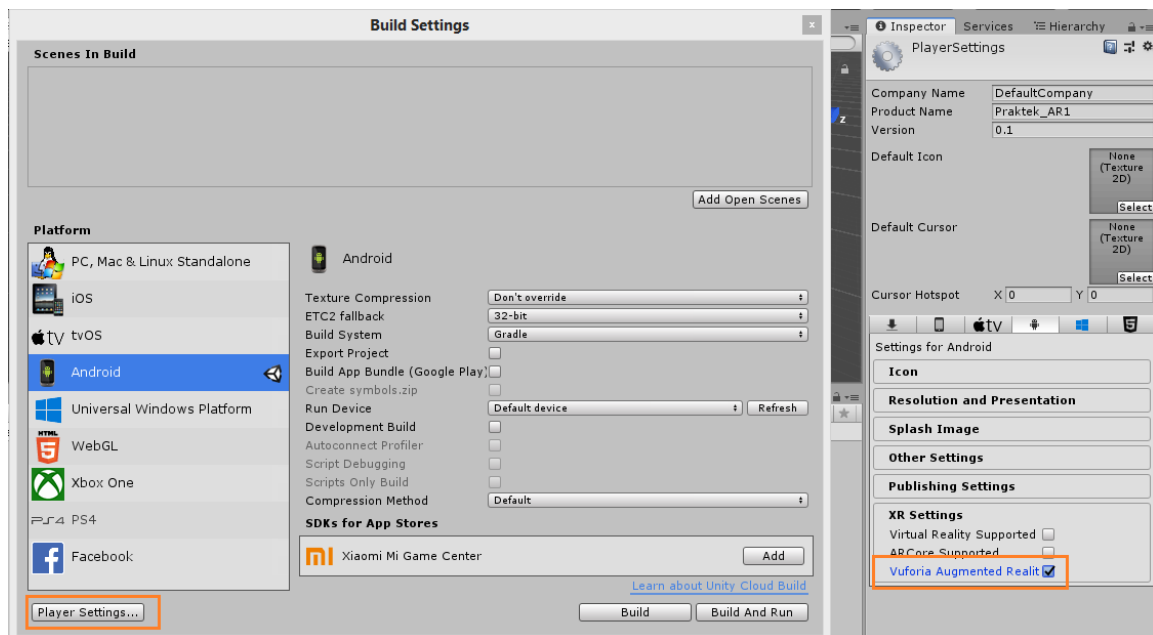 Build Settings
x
Scenes In Build
Add Open Scenes
Platform
PC, Mac & Linux Standalone
iOS
tv tvOS
Android
Universal Windows Platform
HTML
5 WebGL
Xbox One
PS4 PS4
f Facebook
Player Settings...
Android
Texture Compression Don't override
ETC2 fallback 32-bit
Build System Gradle
Export Project
Build App Bundle (Google Play)
Create symbols.zip
Run Device Default device Refresh
Development Build
Autoconnect Profiler
Script Debugging
Scripts Only Build
Compression Method Default
SDKs for App Stores
mi Xiaomi Mi Game Center Add
Learn about Unity Cloud Build
Build Build And Run
z
Inspector Services Hierarchy
PlayerSettings
Company Name DefaultCompany
Product Name Praktek_AR1
Version 0.1
Default Icon
None
(Texture
2D)
Select
Default Cursor
None
(Texture
2D)
Select
Cursor Hotspot X 0 Y 0
tv 5
Settings for Android
Icon
Resolution and Presentation
Splash Image
Other Settings
Publishing Settings
XR Settings
Virtual Reality Supported
ARCore Supported
Vuforia Augmented Realit